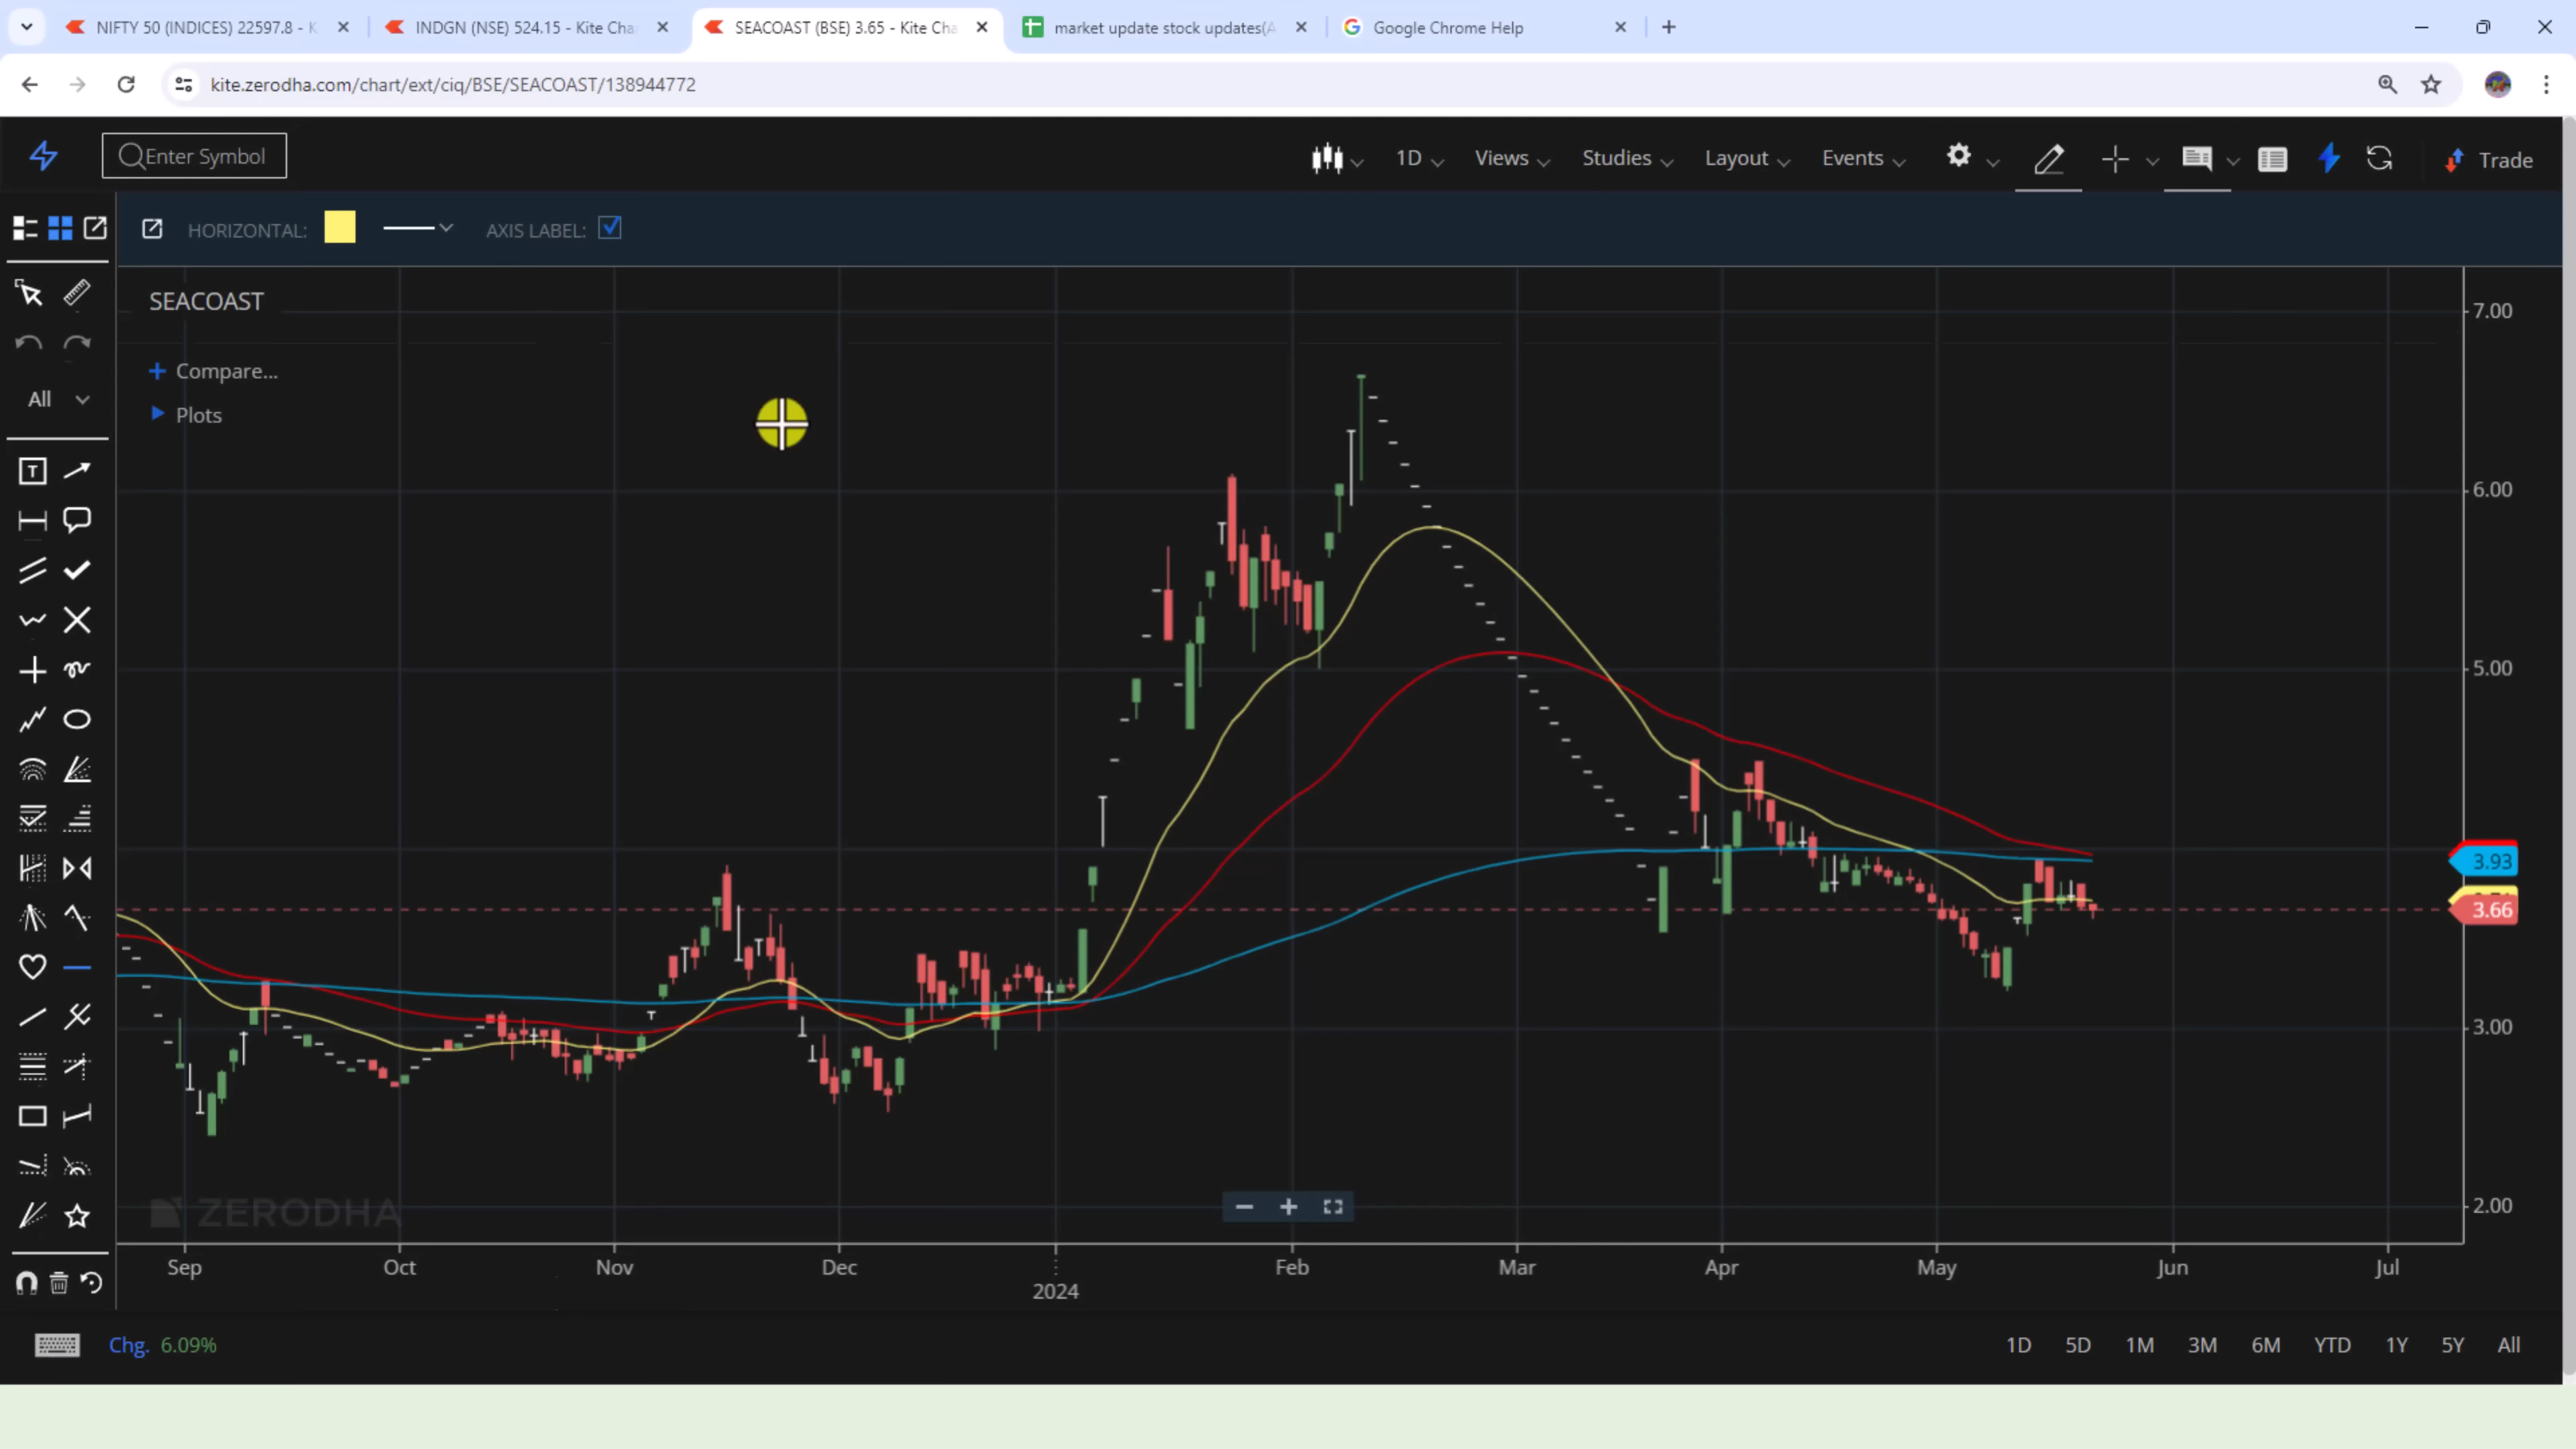 NIFTY 50 (INDICES) 22597.8 - K
INDGN (NSE) 524.15 - Kite Cha
SEACOAST (BSE) 3.65 - Kite Cha
market update stock updates(A
Google Chrome Help
kite.zerodha.com/chart/ext/ciq/BSE/SEACOAST/138944772
Enter Symbol
1D
Views
Studies
Layout
Events
Trade
HORIZONTAL:
AXIS LABEL:
SEACOAST
7.00
Compare...
All
Plots
6.00
5.00
3.93
3.66
3.00
ZERODHA
2.00
Sep Oct Nov Dec Feb Mar Apr May Jun Jul
2024
Chg. 6.09%
1D 5D 1M 3M 6M YTD 1Y 5Y All